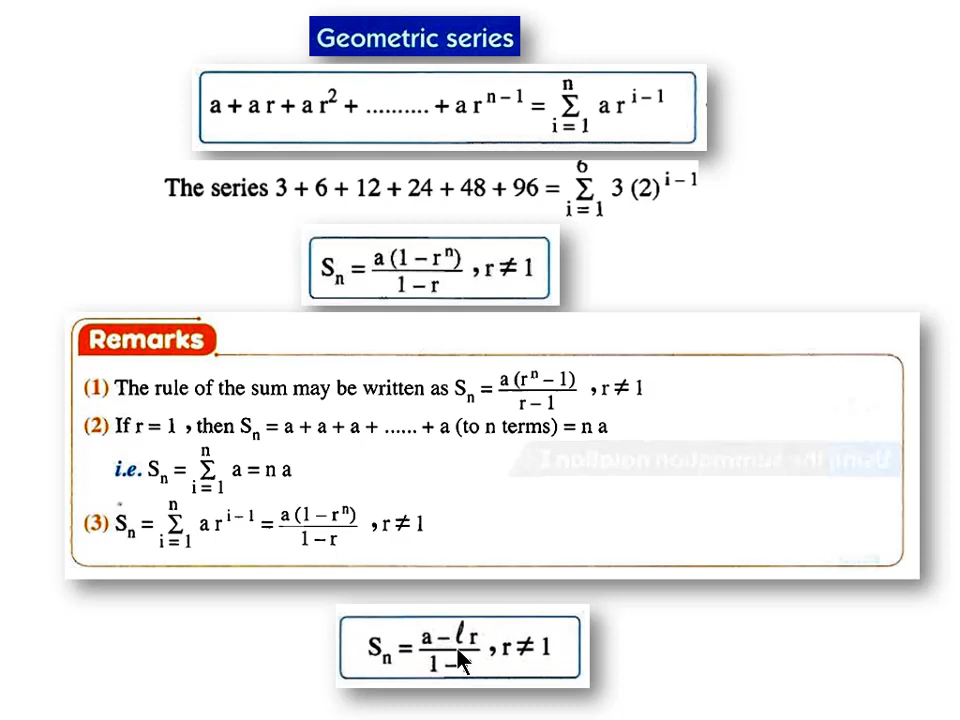 Geometric series
a + a r + a r² + .......... + a r^(n – 1) = Σ_(i = 1)^(n) a r^(i – 1)
The series 3 + 6 + 12 + 24 + 48 + 96 = Σ_(i = 1)^(6) 3 (2)^(i – 1)
S_n = a (1 – r^n) / (1 – r) , r ≠ 1
Remarks
(1) The rule of the sum may be written as S_n = a (r^n – 1) / (r – 1) , r ≠ 1
(2) If r = 1 , then S_n = a + a + a + ...... + a (to n terms) = n a
i.e. S_n = Σ_(i = 1)^(n) a = n a
(3) S_n = Σ_(i = 1)^(n) a r^(i – 1) = a (1 – r^n) / (1 – r) , r ≠ 1
S_n = (a – ℓ r) / (1 – , r ≠ 1